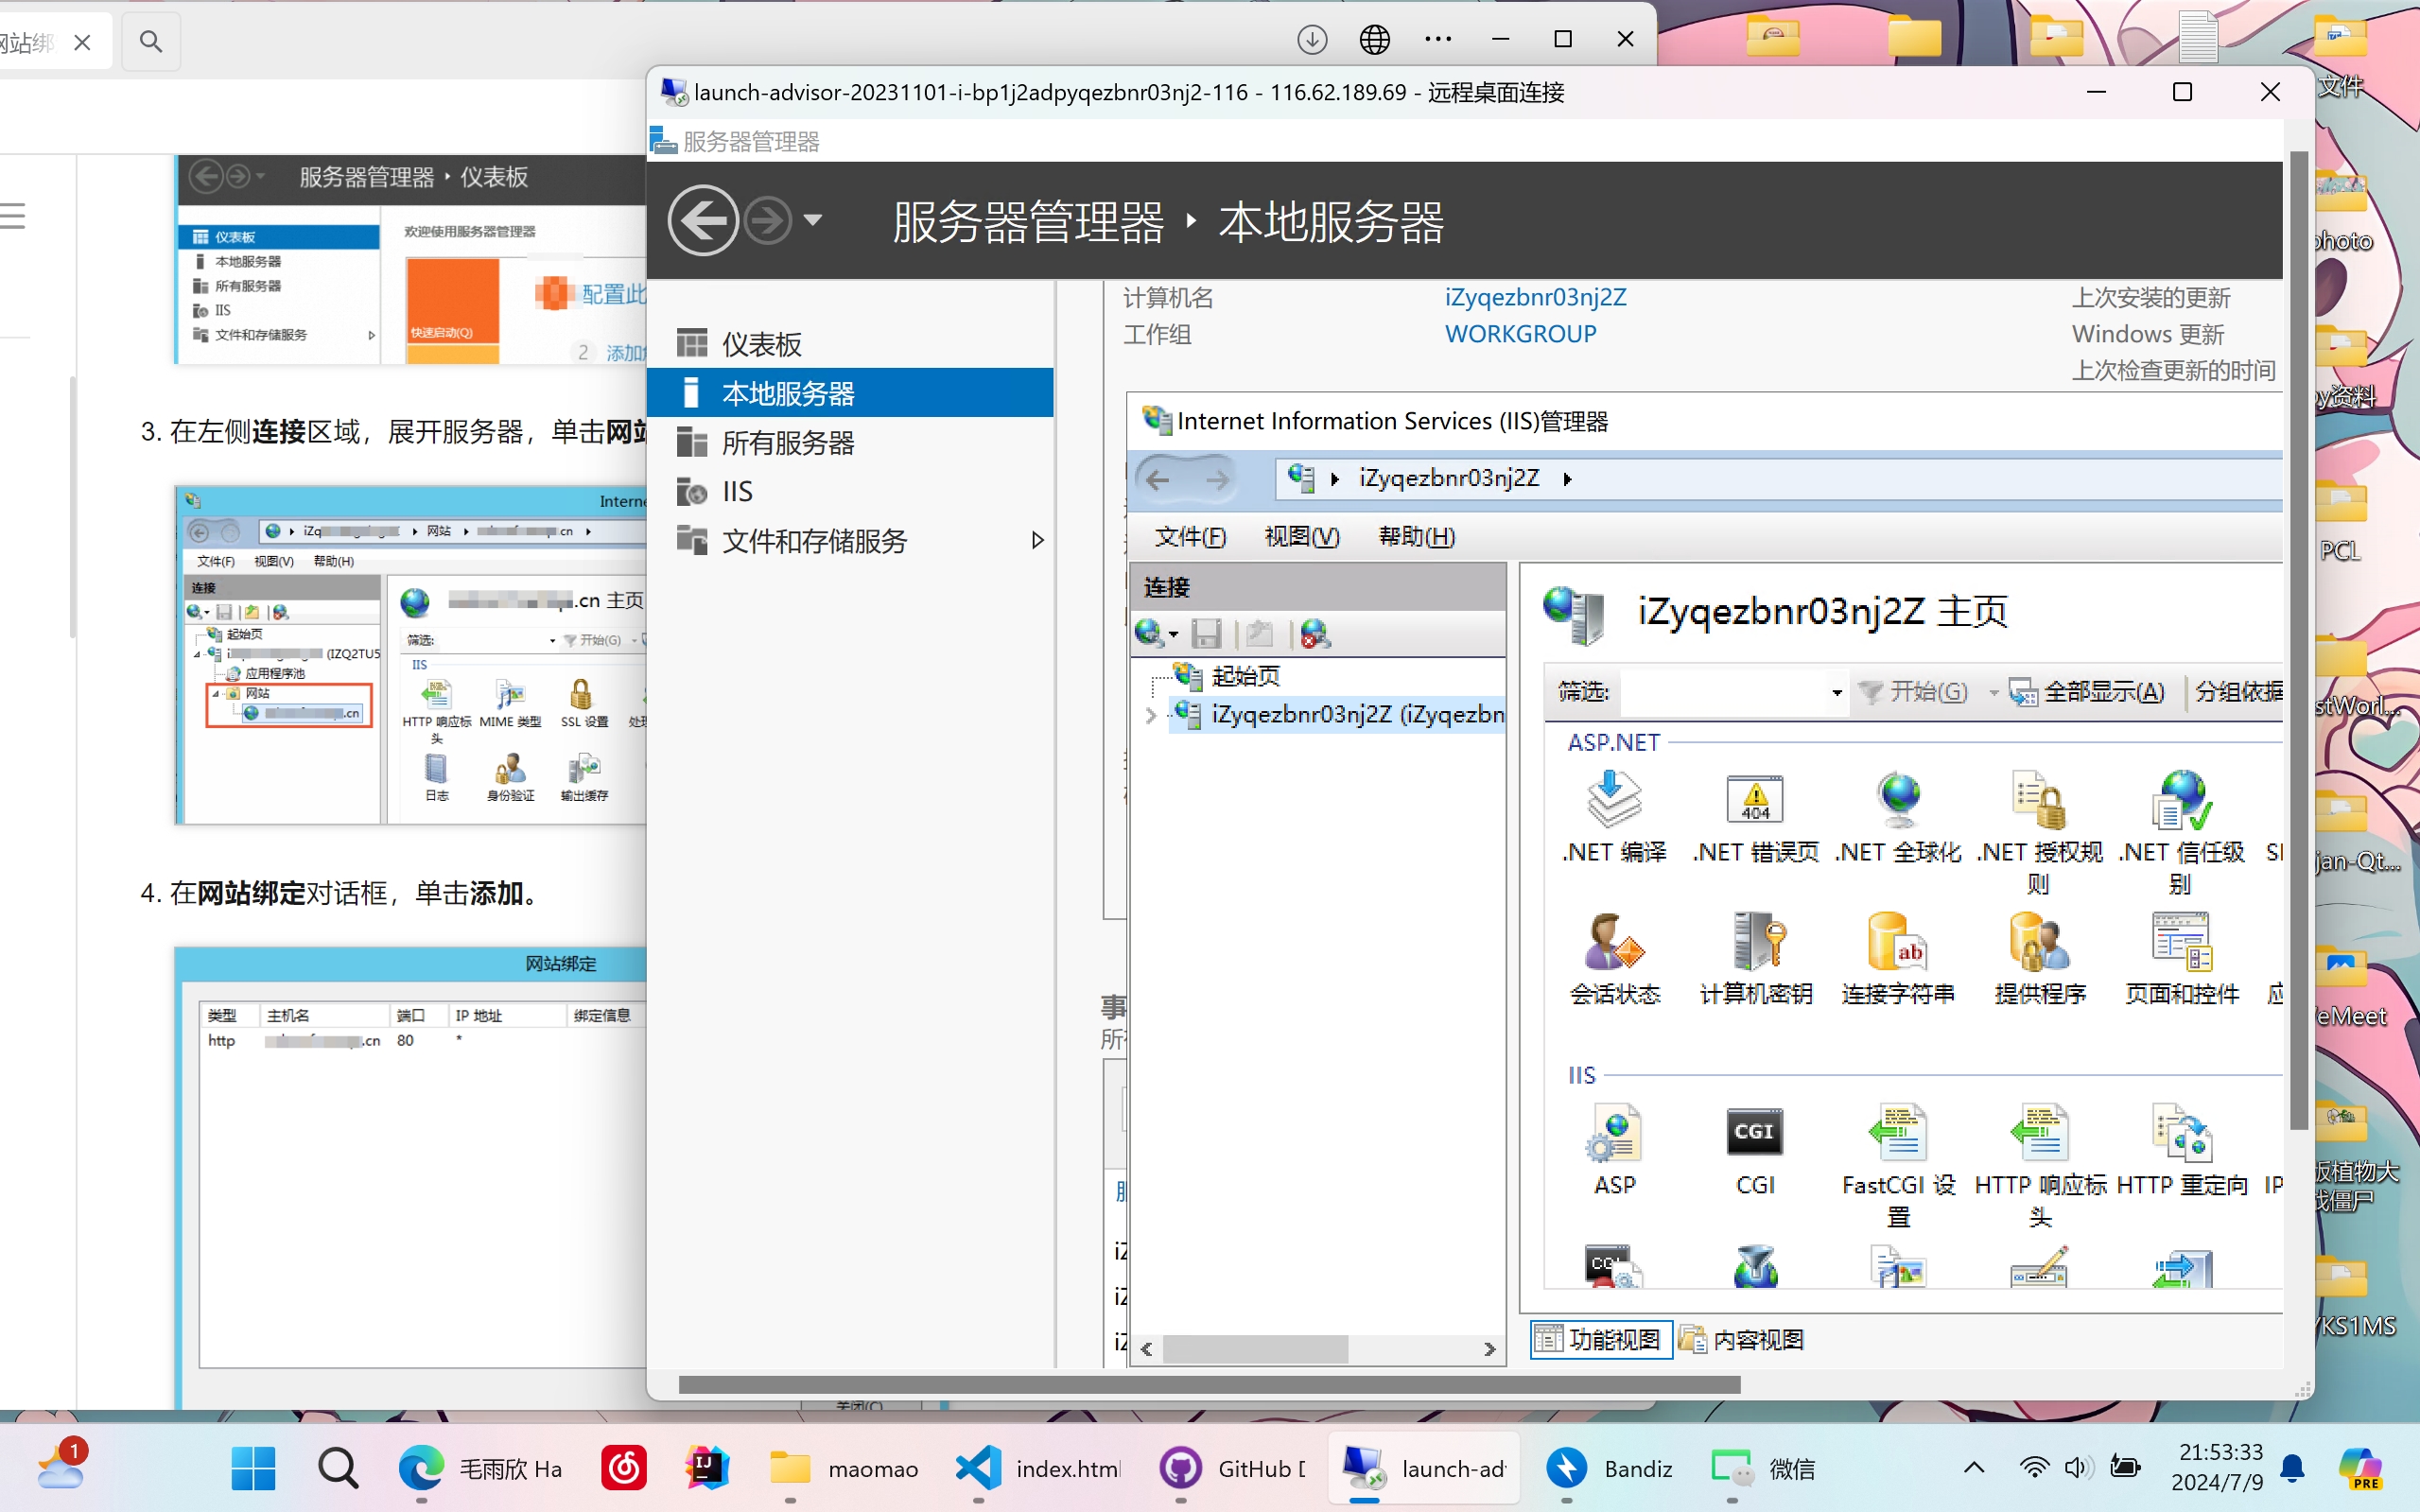 网站绑
服务器管理器 · 仪表板
仪表板
本地服务器
所有服务器
IIS
文件和存储服务
欢迎使用服务器管理器
快速启动(Q)
配置此
2 添加
3. 在左侧连接区域，展开服务器，单击网站
Interne
网站
.cn
文件(F) 视图(V) 帮助(H)
连接
起始页
(IZQ2TU5
应用程序池
网站
.cn
.cn 主页
筛选: 开始(G)
IIS
HTTP 响应标头 MIME 类型 SSL 设置
日志 身份验证 输出缓存
4. 在网站绑定对话框，单击添加。
网站绑定
类型 主机名 端口 IP 地址 绑定信息
http .cn 80 *
关闭(C)
launch-advisor-20231101-i-bp1j2adpyqezbnr03nj2-116 - 116.62.189.69 - 远程桌面连接
服务器管理器
服务器管理器 · 本地服务器
仪表板
本地服务器
所有服务器
IIS
文件和存储服务
计算机名 iZyqezbnr03nj2Z 上次安装的更新
工作组 WORKGROUP Windows 更新
上次检查更新的时间
Internet Information Services (IIS)管理器
iZyqezbnr03nj2Z
文件(F) 视图(V) 帮助(H)
连接
起始页
iZyqezbnr03nj2Z (iZyqezbn
iZyqezbnr03nj2Z 主页
筛选: 开始(G) 全部显示(A) 分组依据
ASP.NET
.NET 编译 .NET 错误页 .NET 全球化 .NET 授权规则 .NET 信任级别
会话状态 计算机密钥 连接字符串 提供程序 页面和控件
IIS
ASP CGI FastCGI 设置 HTTP 响应标头 HTTP 重定向 IP
功能视图 内容视图
事
所
iZ
iZ
iZ
文件
photo
py资料
PCL
stWorl...
jan-Qt...
eMeet
版植物大
戏僵尸
KS1MS
1
毛雨欣 Ha
maomao
index.html
GitHub D
launch-ad
Bandiz
微信
21:53:33
2024/7/9
PRE